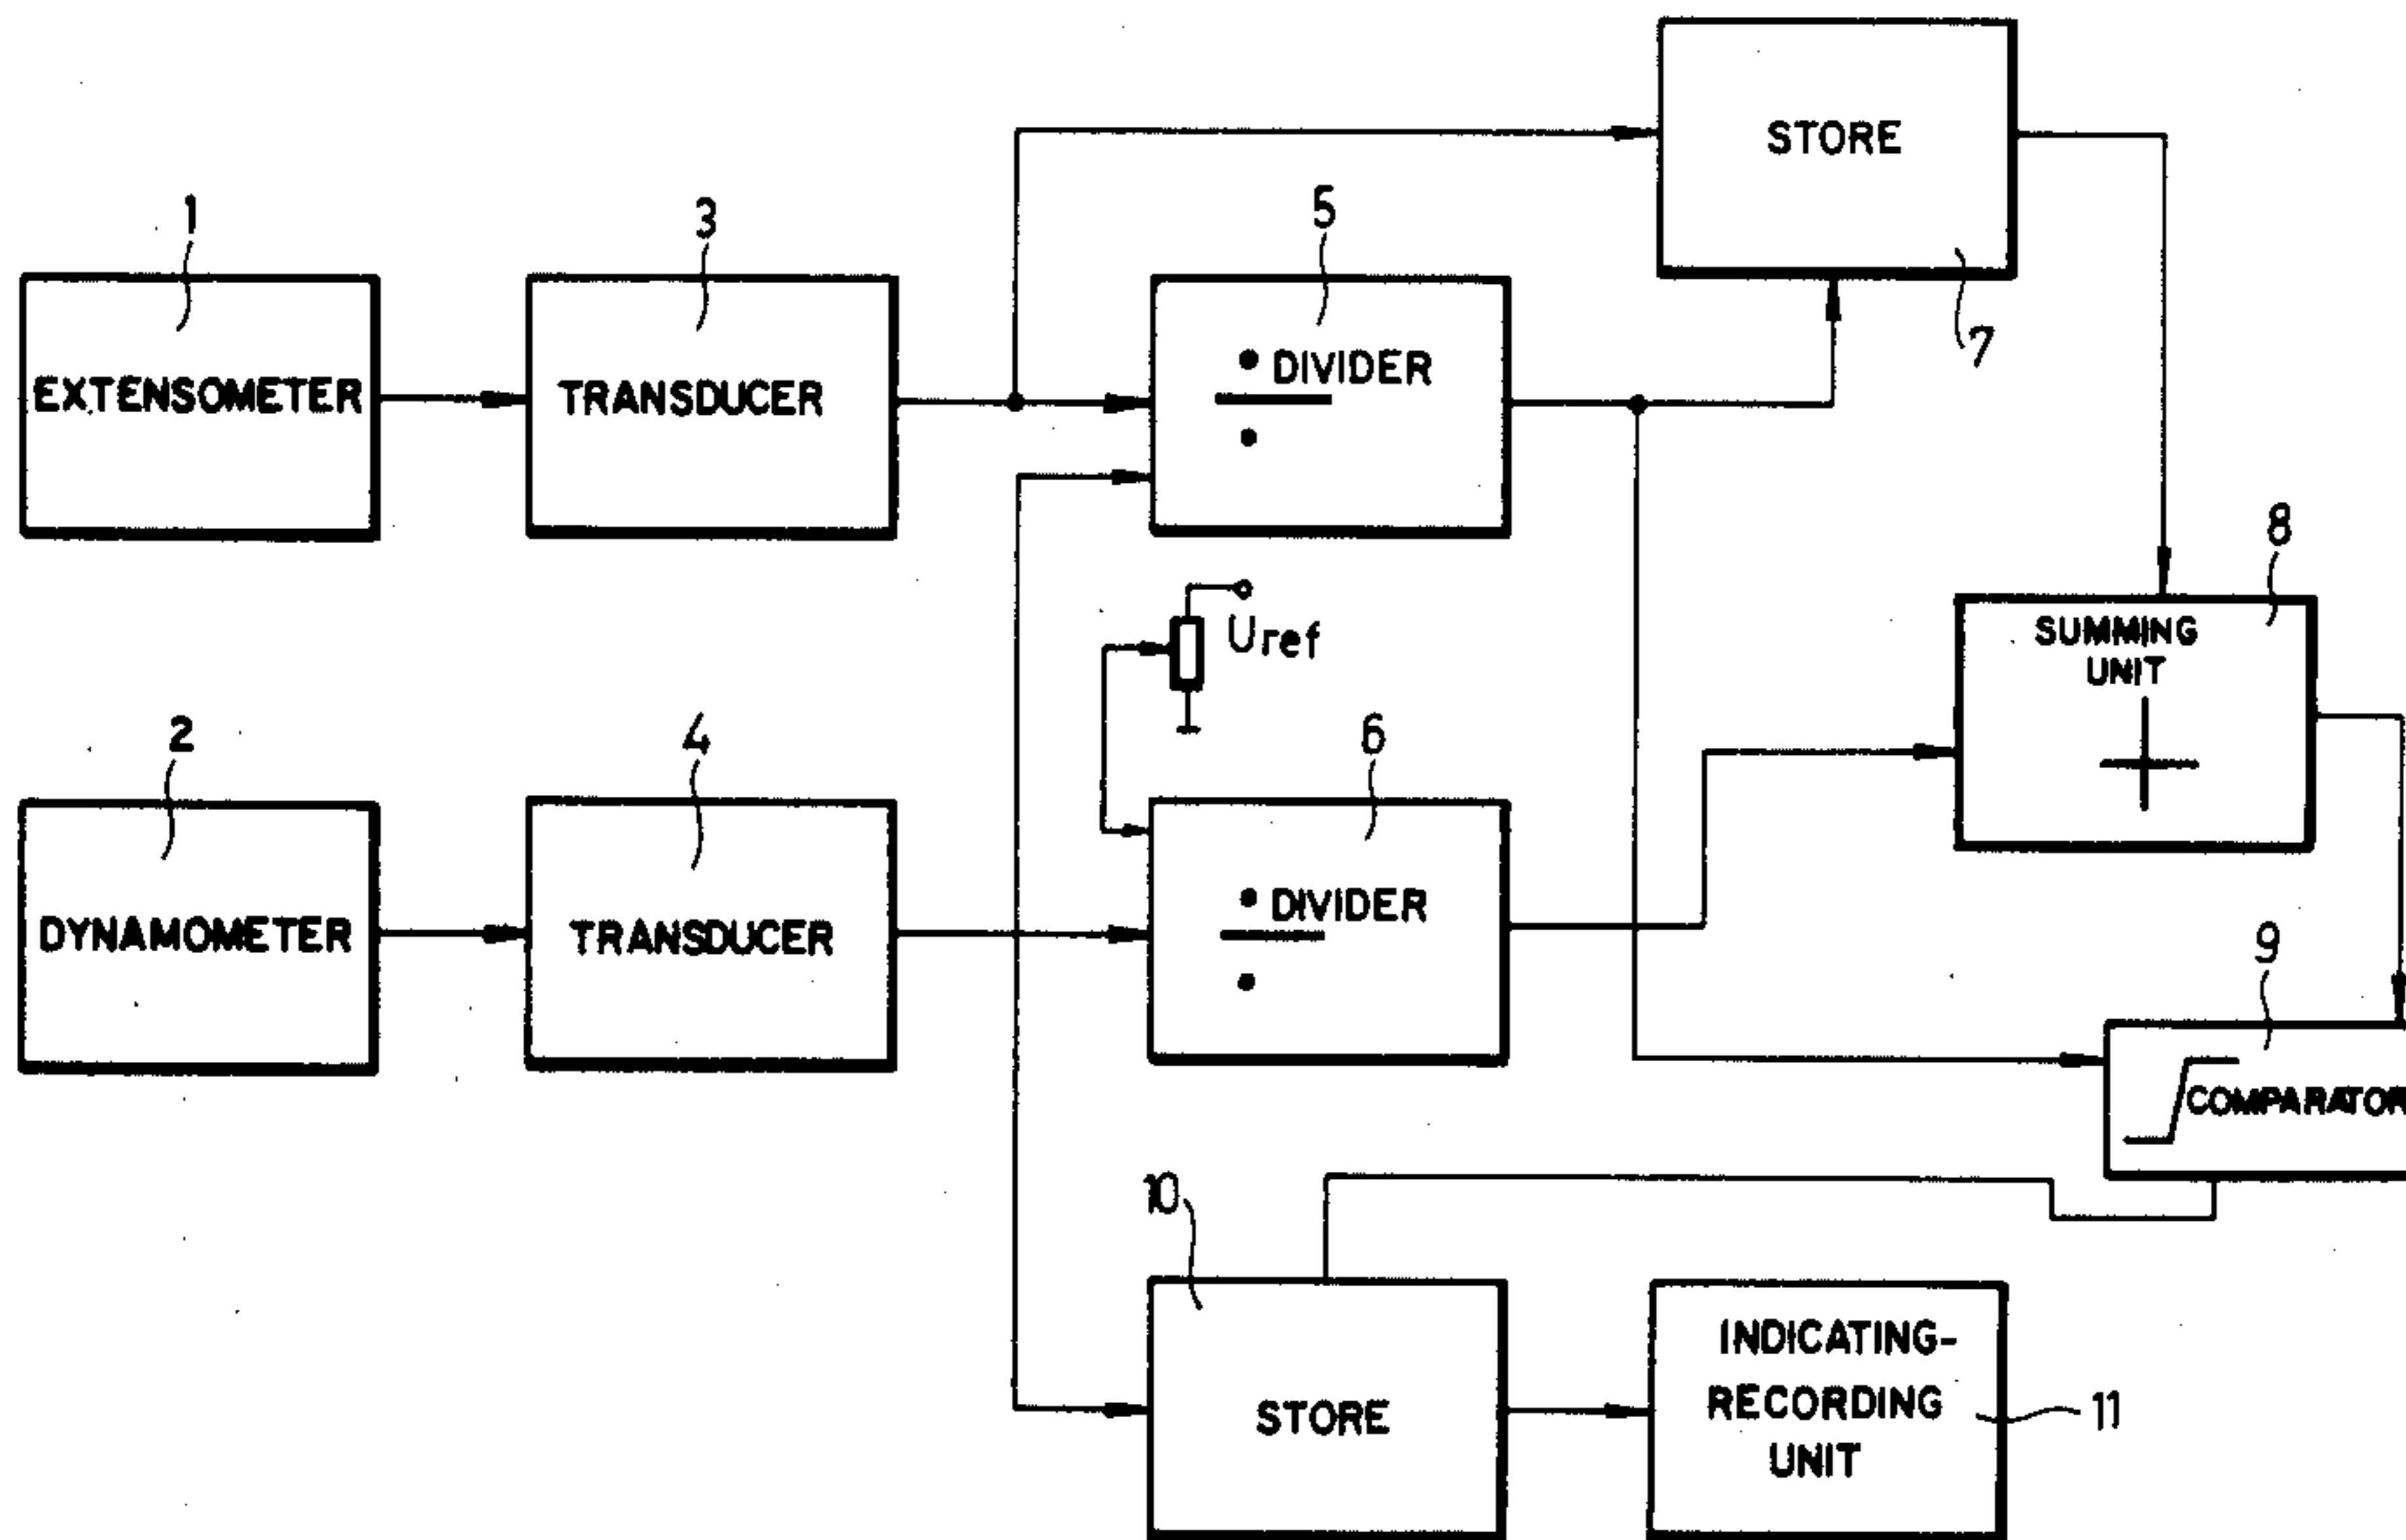 STORE
7
1
EXTENSOMETER
3
TRANSDUCER
5
DIVIDER
Uref
8
SUMMING
UNIT
2
DYNAMOMETER
4
TRANSDUCER
6
DIVIDER
9
COMPARATOR
10
STORE
INDICATING-
RECORDING
UNIT
11